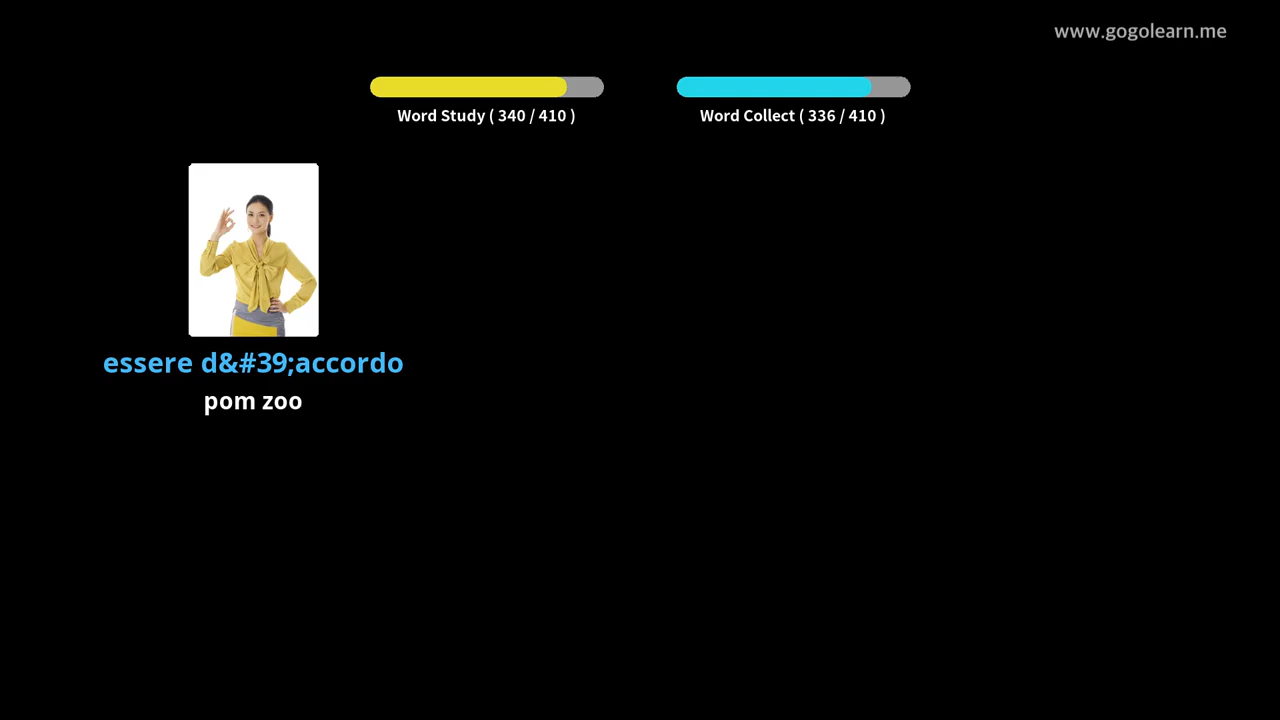 www.gogolearn.me
Word Study ( 340 / 410 )
Word Collect ( 336 / 410 )
essere d&#39;accordo
pom zoo